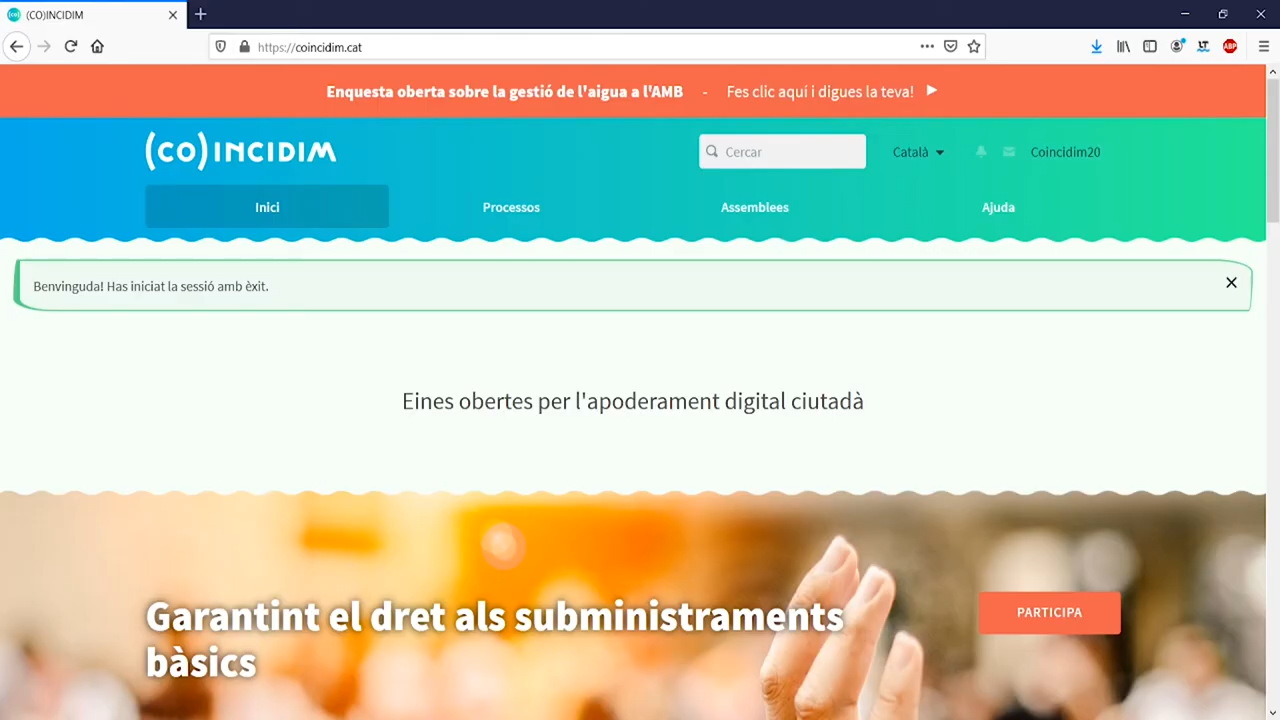 (CO)INCIDIM
https://coincidim.cat
Enquesta oberta sobre la gestió de l'aigua a l'AMB - Fes clic aquí i digues la teva!
(CO)INCIDIM
Cercar
Català
Coincidim20
Inici
Processos
Assemblees
Ajuda
Benvinguda! Has iniciat la sessió amb èxit.
Eines obertes per l'apoderament digital ciutadà
Garantint el dret als subministraments
bàsics
PARTICIPA
LT
ABP